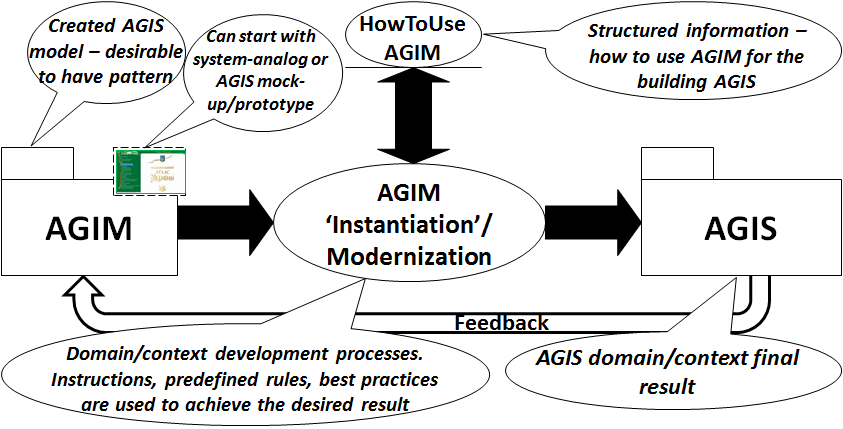 Created AGIS
model – desirable
to have pattern
Can start with
system-analog or
AGIS mock-
up/prototype
HowToUse
AGIM
Structured information –
how to use AGIM for the
building AGIS
AGIM
AGIM
‘Instantiation’/
Modernization
AGIS
Feedback
Domain/context development processes.
Instructions, predefined rules, best practices
are used to achieve the desired result
AGIS domain/context final
result